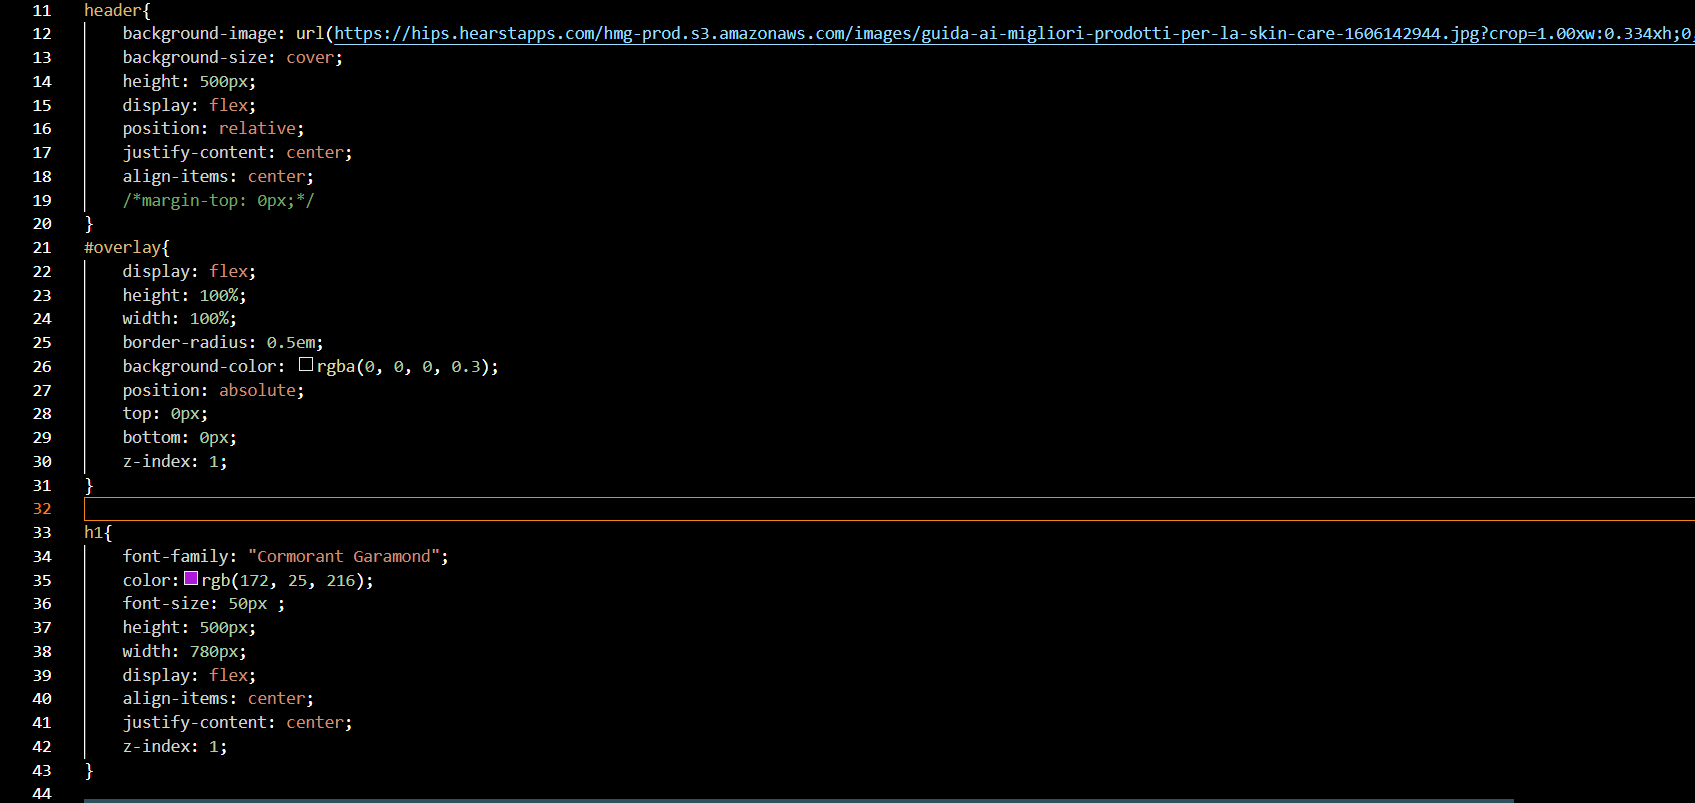 11 header{
12 background-image: url(https://hips.hearstapps.com/hmg-prod.s3.amazonaws.com/images/guida-ai-migliori-prodotti-per-la-skin-care-1606142944.jpg?crop=1.00xw:0.334xh;0,
13 background-size: cover;
14 height: 500px;
15 display: flex;
16 position: relative;
17 justify-content: center;
18 align-items: center;
19 /*margin-top: 0px;*/
20 }
21 #overlay{
22 display: flex;
23 height: 100%;
24 width: 100%;
25 border-radius: 0.5em;
26 background-color: rgba(0, 0, 0, 0.3);
27 position: absolute;
28 top: 0px;
29 bottom: 0px;
30 z-index: 1;
31 }
32
33 h1{
34 font-family: "Cormorant Garamond";
35 color: rgb(172, 25, 216);
36 font-size: 50px ;
37 height: 500px;
38 width: 780px;
39 display: flex;
40 align-items: center;
41 justify-content: center;
42 z-index: 1;
43 }
44